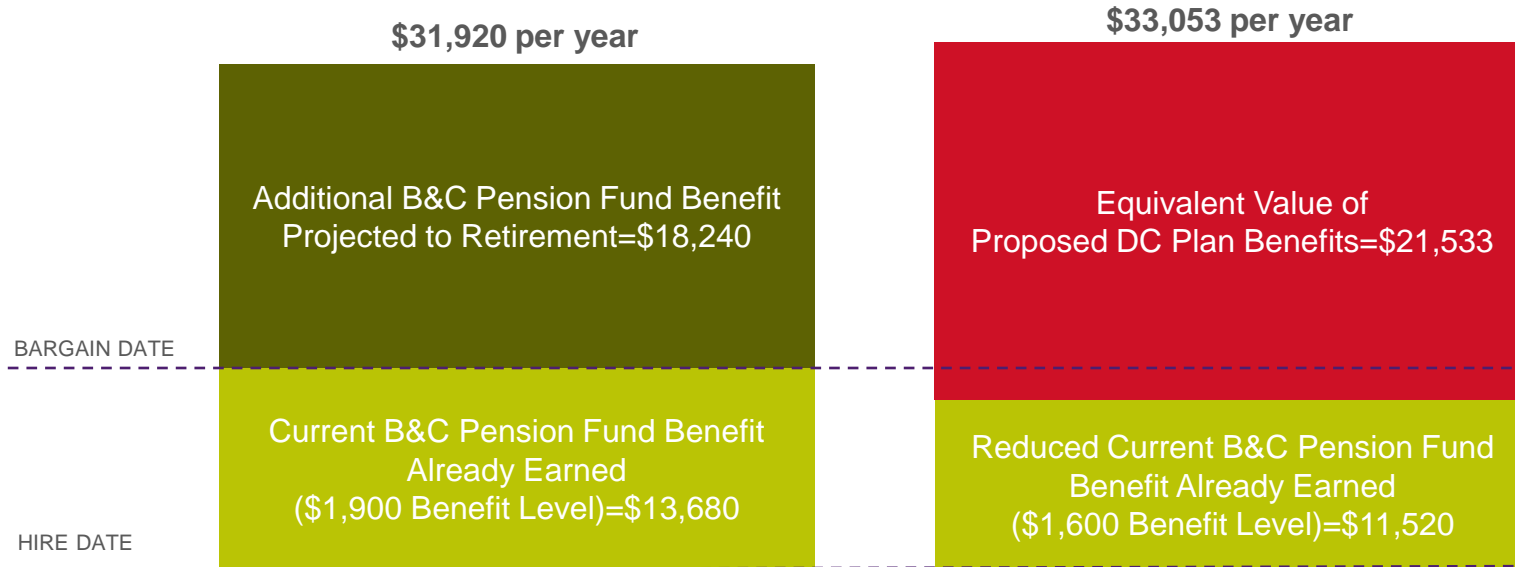 $31,920 per year
$33,053 per year
Additional B&C Pension Fund Benefit
Projected to Retirement=$18,240
Equivalent Value of
Proposed DC Plan Benefits=$21,533
BARGAIN DATE
Current B&C Pension Fund Benefit
Already Earned
($1,900 Benefit Level)=$13,680
Reduced Current B&C Pension Fund
Benefit Already Earned
($1,600 Benefit Level)=$11,520
HIRE DATE